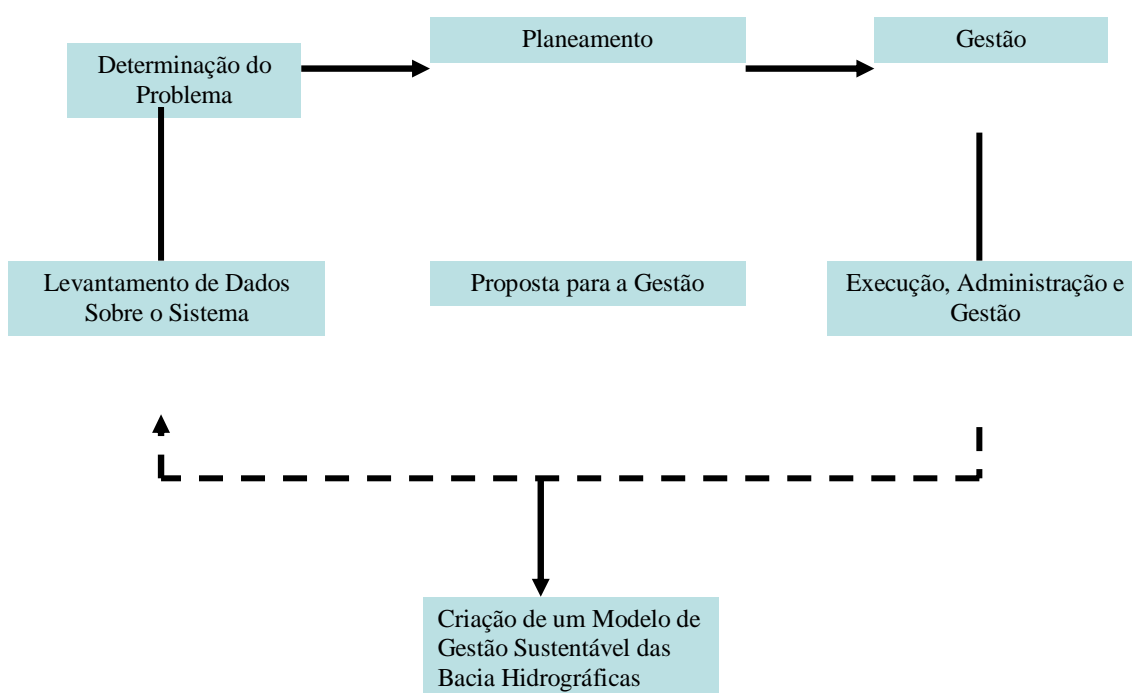 Determinação do
Problema
Planeamento
Gestão
Levantamento de Dados
Sobre o Sistema
Proposta para a Gestão
Execução, Administração e
Gestão
Criação de um Modelo de
Gestão Sustentável das
Bacia Hidrográficas